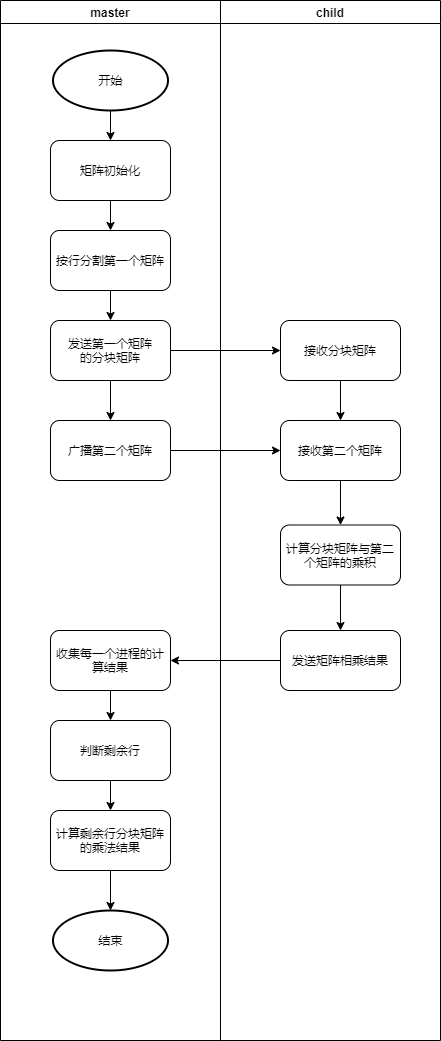 master
child
开始
矩阵初始化
按行分割第一个矩阵
发送第一个矩阵
的分块矩阵
接收分块矩阵
广播第二个矩阵
接收第二个矩阵
计算分块矩阵与第二
个矩阵的乘积
收集每一个进程的计
算结果
发送矩阵相乘结果
判断剩余行
计算剩余行分块矩阵
的乘法结果
结束